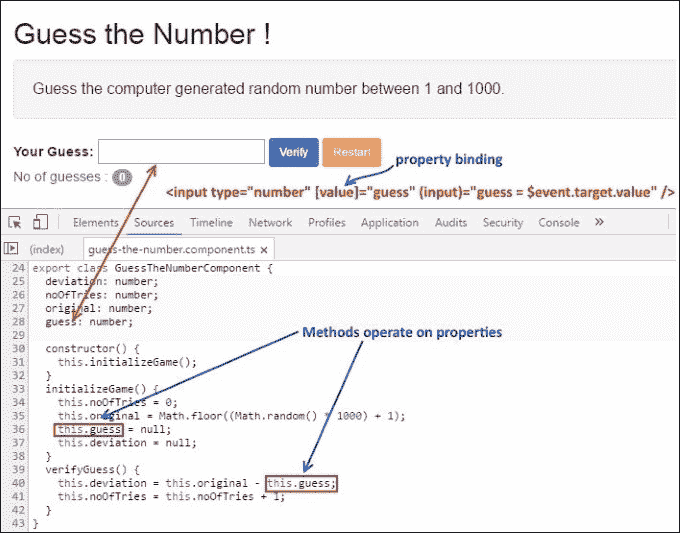 Guess the Number !
Guess the computer generated random number between 1 and 1000.
Your Guess: Verify Restart
property binding
No of guesses : 0
<input type="number" [value]="guess" (input)="guess = $event.target.value" />
Elements Sources Timeline Network Profiles Application Audits Security Console »
(index) guess-the-number.component.ts ×
24 export class GuessTheNumberComponent {
25 deviation: number;
26 noOfTries: number;
27 original: number;
28 guess: number;
29
Methods operate on properties
30 constructor() {
31 this.initializeGame();
32 }
33 initializeGame() {
34 this.noOfTries = 0;
35 this.original = Math.floor((Math.random() * 1000) + 1);
36 this.guess = null;
37 this.deviation = null;
38 }
39 verifyGuess() {
40 this.deviation = this.original - this.guess;
41 this.noOfTries = this.noOfTries + 1;
42 }
43 }